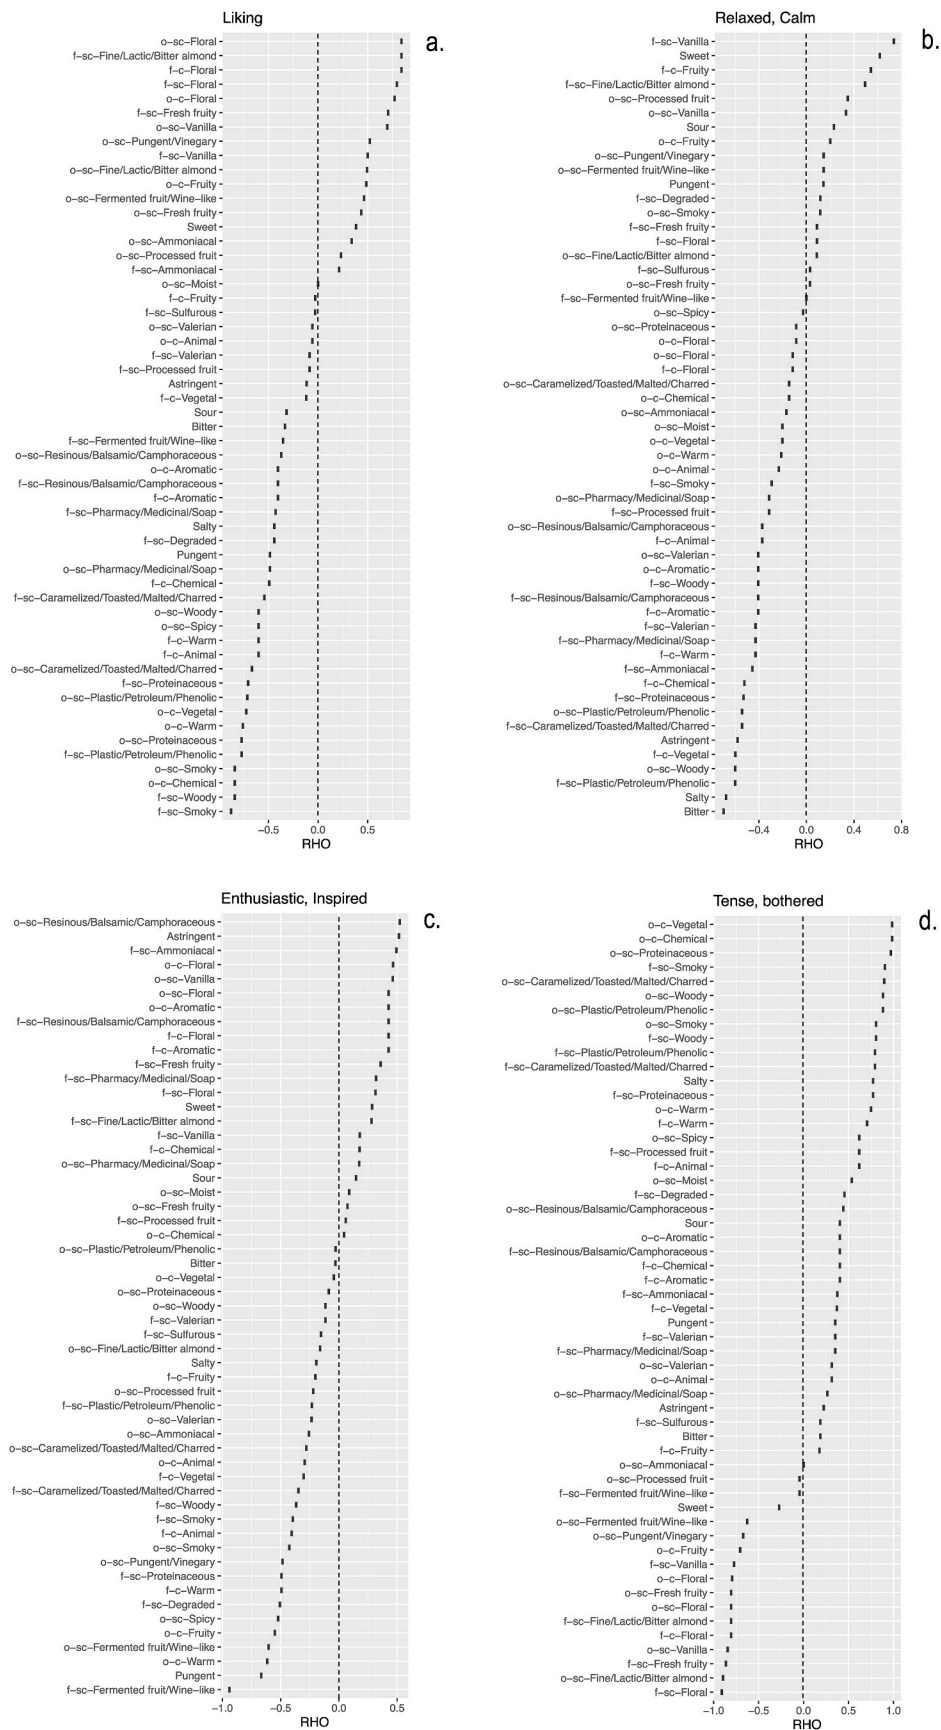 Liking
a.
o-sc-Floral
f-sc-Fine/Lactic/Bitter almond
f-c-Floral
f-sc-Floral
o-c-Floral
f-sc-Fresh fruity
o-sc-Vanilla
o-sc-Pungent/Vinegary
f-sc-Vanilla
o-sc-Fine/Lactic/Bitter almond
o-c-Fruity
o-sc-Fermented fruit/Wine-like
o-sc-Fresh fruity
Sweet
o-sc-Ammoniacal
o-sc-Processed fruit
f-sc-Ammoniacal
o-sc-Moist
f-c-Fruity
f-sc-Sulfurous
o-sc-Valerian
o-c-Animal
f-sc-Valerian
f-sc-Processed fruit
Astringent
f-c-Vegetal
Sour
Bitter
f-sc-Fermented fruit/Wine-like
o-sc-Resinous/Balsamic/Camphoraceous
o-c-Aromatic
f-sc-Resinous/Balsamic/Camphoraceous
f-c-Aromatic
f-sc-Pharmacy/Medicinal/Soap
Salty
f-sc-Degraded
Pungent
o-sc-Pharmacy/Medicinal/Soap
f-c-Chemical
f-sc-Caramelized/Toasted/Malted/Charred
o-sc-Woody
o-sc-Spicy
f-c-Warm
f-c-Animal
o-sc-Caramelized/Toasted/Malted/Charred
f-sc-Proteinaceous
o-sc-Plastic/Petroleum/Phenolic
o-c-Vegetal
o-c-Warm
o-sc-Proteinaceous
f-sc-Plastic/Petroleum/Phenolic
o-sc-Smoky
o-c-Chemical
f-sc-Woody
f-sc-Smoky
-0.5 0.0 0.5
RHO
Relaxed, Calm
b.
f-sc-Vanilla
Sweet
f-c-Fruity
f-sc-Fine/Lactic/Bitter almond
o-sc-Processed fruit
o-sc-Vanilla
Sour
o-c-Fruity
o-sc-Pungent/Vinegary
o-sc-Fermented fruit/Wine-like
Pungent
f-sc-Degraded
o-sc-Smoky
f-sc-Fresh fruity
f-sc-Floral
o-sc-Fine/Lactic/Bitter almond
f-sc-Sulfurous
o-sc-Fresh fruity
f-sc-Fermented fruit/Wine-like
o-sc-Spicy
o-sc-Proteinaceous
o-c-Floral
o-sc-Floral
f-c-Floral
o-sc-Caramelized/Toasted/Malted/Charred
o-c-Chemical
o-sc-Ammoniacal
o-sc-Moist
o-c-Vegetal
o-c-Warm
o-c-Animal
f-sc-Smoky
o-sc-Pharmacy/Medicinal/Soap
f-sc-Processed fruit
o-sc-Resinous/Balsamic/Camphoraceous
f-c-Animal
o-sc-Valerian
o-c-Aromatic
f-sc-Woody
f-sc-Resinous/Balsamic/Camphoraceous
f-c-Aromatic
f-sc-Valerian
f-sc-Pharmacy/Medicinal/Soap
f-c-Warm
f-sc-Ammoniacal
f-c-Chemical
f-sc-Proteinaceous
o-sc-Plastic/Petroleum/Phenolic
f-sc-Caramelized/Toasted/Malted/Charred
Astringent
f-c-Vegetal
o-sc-Woody
f-sc-Plastic/Petroleum/Phenolic
Salty
Bitter
-0.4 0.0 0.4 0.8
RHO
Enthusiastic, Inspired
c.
o-sc-Resinous/Balsamic/Camphoraceous
Astringent
f-sc-Ammoniacal
o-c-Floral
o-sc-Vanilla
o-sc-Floral
o-c-Aromatic
f-sc-Resinous/Balsamic/Camphoraceous
f-c-Floral
f-c-Aromatic
f-sc-Fresh fruity
f-sc-Pharmacy/Medicinal/Soap
f-sc-Floral
Sweet
f-sc-Fine/Lactic/Bitter almond
f-sc-Vanilla
f-c-Chemical
o-sc-Pharmacy/Medicinal/Soap
Sour
o-sc-Moist
o-sc-Fresh fruity
f-sc-Processed fruit
o-c-Chemical
o-sc-Plastic/Petroleum/Phenolic
Bitter
o-c-Vegetal
o-sc-Proteinaceous
o-sc-Woody
f-sc-Valerian
f-sc-Sulfurous
o-sc-Fine/Lactic/Bitter almond
Salty
f-c-Fruity
o-sc-Processed fruit
f-sc-Plastic/Petroleum/Phenolic
o-sc-Valerian
o-sc-Ammoniacal
o-sc-Caramelized/Toasted/Malted/Charred
o-c-Animal
f-c-Vegetal
f-sc-Caramelized/Toasted/Malted/Charred
f-sc-Woody
f-sc-Smoky
f-c-Animal
o-sc-Smoky
o-sc-Pungent/Vinegary
f-sc-Proteinaceous
f-c-Warm
f-sc-Degraded
o-sc-Spicy
o-c-Fruity
o-sc-Fermented fruit/Wine-like
o-c-Warm
Pungent
f-sc-Fermented fruit/Wine-like
-1.0 -0.5 0.0 0.5
RHO
Tense, bothered
d.
o-c-Vegetal
o-c-Chemical
o-sc-Proteinaceous
f-sc-Smoky
o-sc-Caramelized/Toasted/Malted/Charred
o-sc-Woody
o-sc-Plastic/Petroleum/Phenolic
o-sc-Smoky
f-sc-Woody
f-sc-Plastic/Petroleum/Phenolic
f-sc-Caramelized/Toasted/Malted/Charred
Salty
f-sc-Proteinaceous
o-c-Warm
f-c-Warm
o-sc-Spicy
f-sc-Processed fruit
f-c-Animal
o-sc-Moist
f-sc-Degraded
o-sc-Resinous/Balsamic/Camphoraceous
Sour
o-c-Aromatic
f-sc-Resinous/Balsamic/Camphoraceous
f-c-Chemical
f-c-Aromatic
f-sc-Ammoniacal
f-c-Vegetal
Pungent
f-sc-Valerian
f-sc-Pharmacy/Medicinal/Soap
o-sc-Valerian
o-c-Animal
o-sc-Pharmacy/Medicinal/Soap
Astringent
f-sc-Sulfurous
Bitter
f-c-Fruity
o-sc-Ammoniacal
o-sc-Processed fruit
f-sc-Fermented fruit/Wine-like
Sweet
o-sc-Fermented fruit/Wine-like
o-sc-Pungent/Vinegary
o-c-Fruity
f-sc-Vanilla
o-c-Floral
o-sc-Fresh fruity
o-sc-Floral
f-sc-Fine/Lactic/Bitter almond
f-c-Floral
o-sc-Vanilla
f-sc-Fresh fruity
o-sc-Fine/Lactic/Bitter almond
f-sc-Floral
-1.0 -0.5 0.0 0.5 1.0
RHO